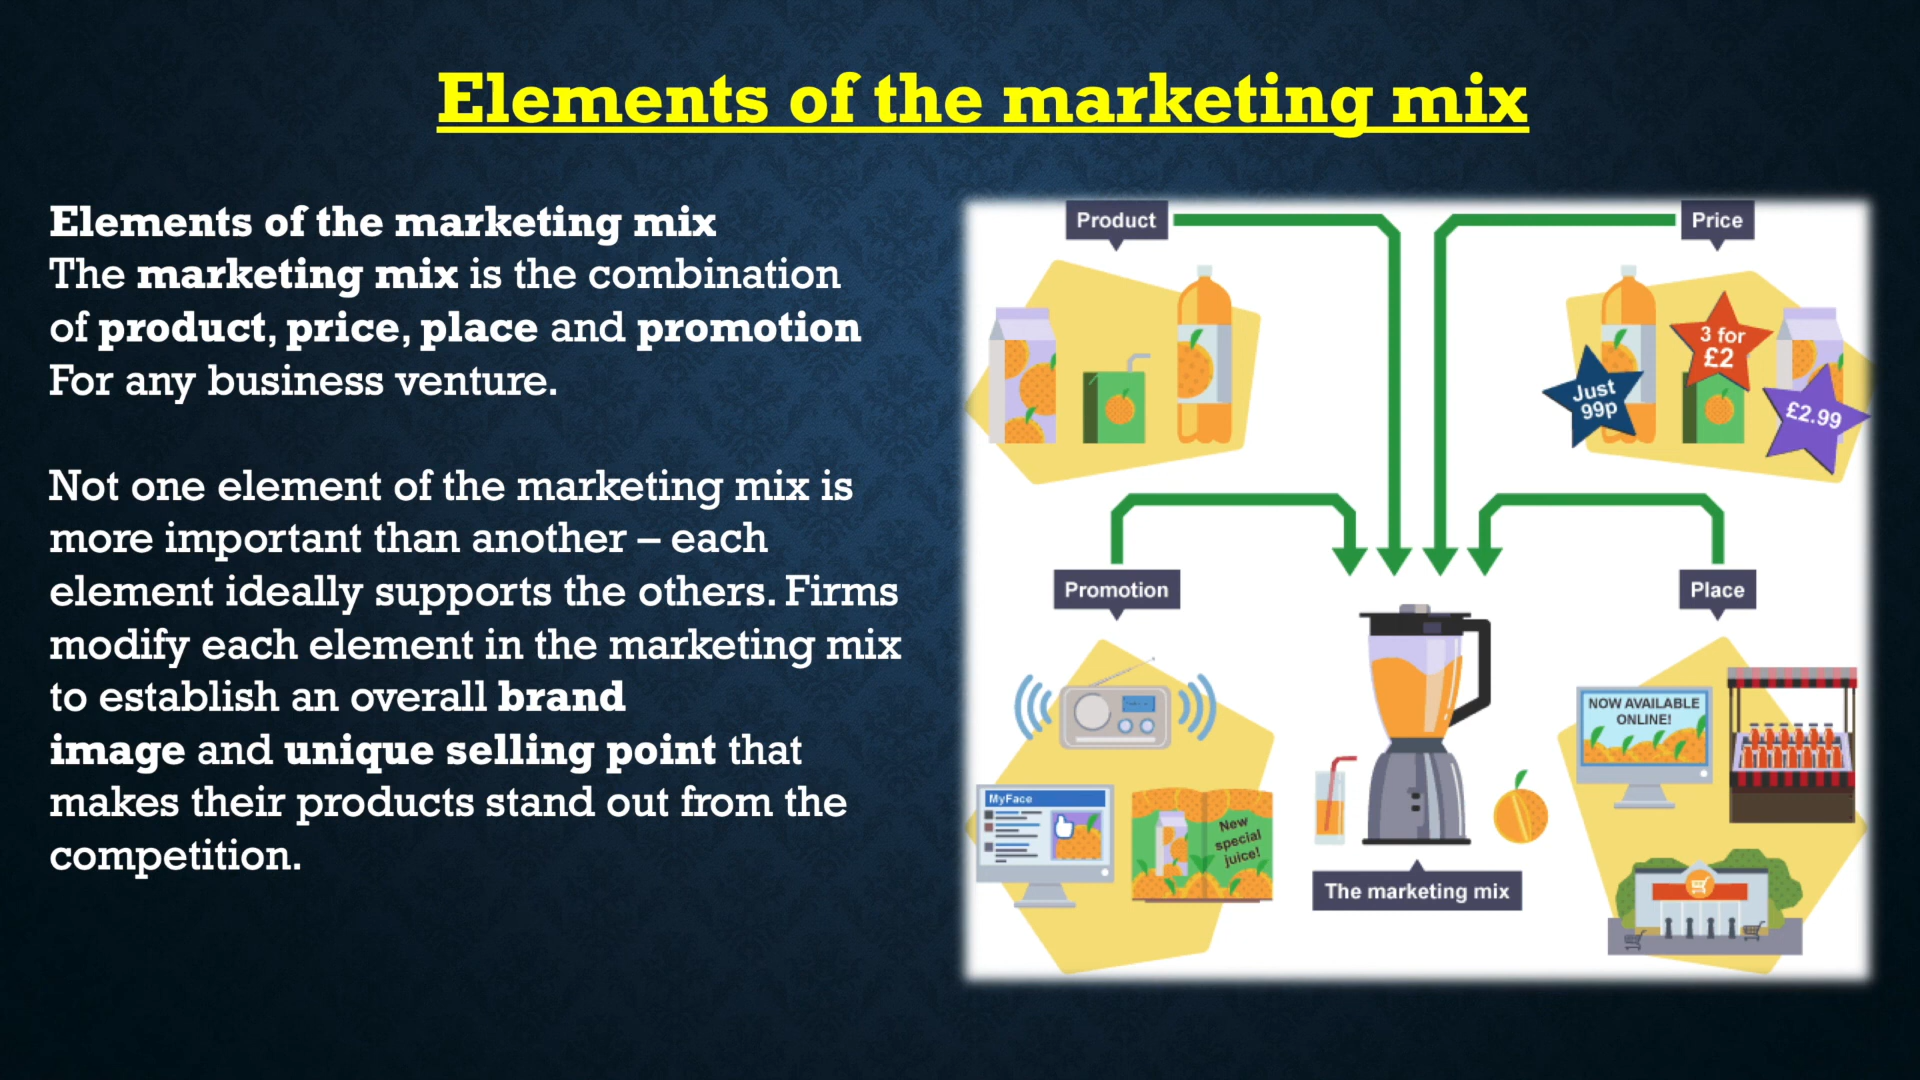 Elements of the marketing mix
Elements of the marketing mix
The marketing mix is the combination
of product, price, place and promotion
For any business venture.
Not one element of the marketing mix is
more important than another – each
element ideally supports the others. Firms
modify each element in the marketing mix
to establish an overall brand
image and unique selling point that
makes their products stand out from the
competition.
Product
Price
3 for
£2
Just
99p
£2.99
Promotion
Place
NOW AVAILABLE
ONLINE!
MyFace
New
special
juice!
The marketing mix